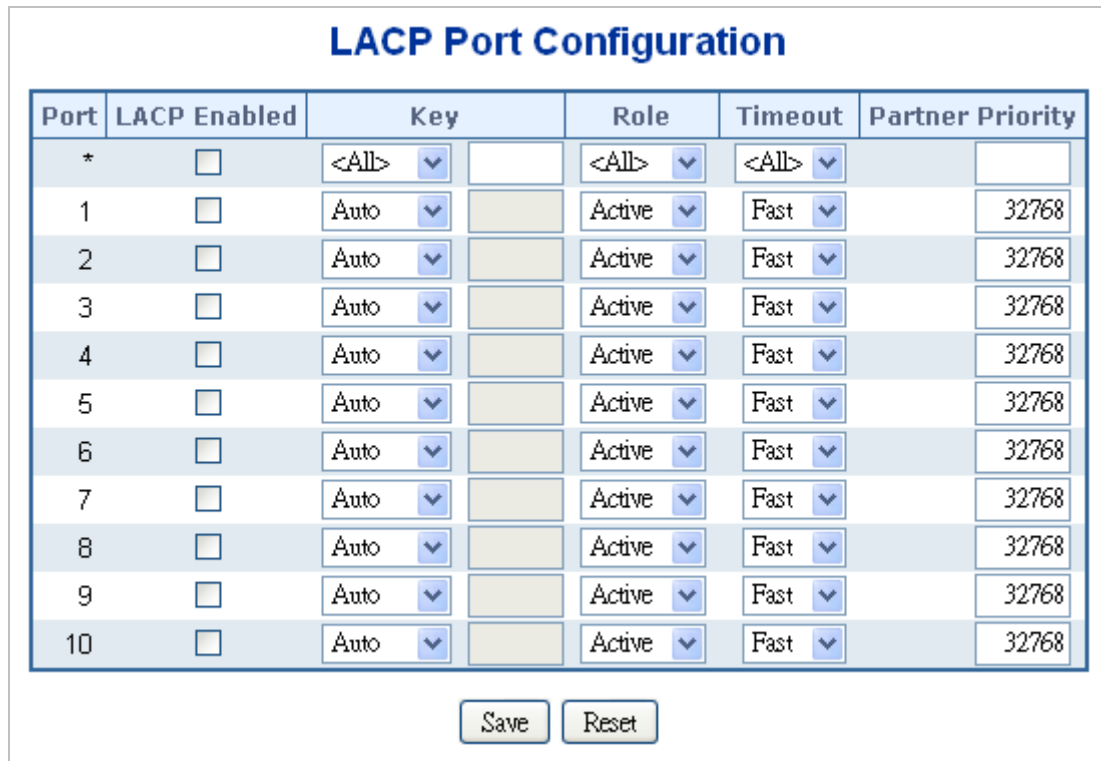 LACP Port Configuration
Port LACP Enabled Key Role Timeout Partner Priority
* <All> <All> <All>
1 Auto Active Fast 32768
2 Auto Active Fast 32768
3 Auto Active Fast 32768
4 Auto Active Fast 32768
5 Auto Active Fast 32768
6 Auto Active Fast 32768
7 Auto Active Fast 32768
8 Auto Active Fast 32768
9 Auto Active Fast 32768
10 Auto Active Fast 32768
Save Reset